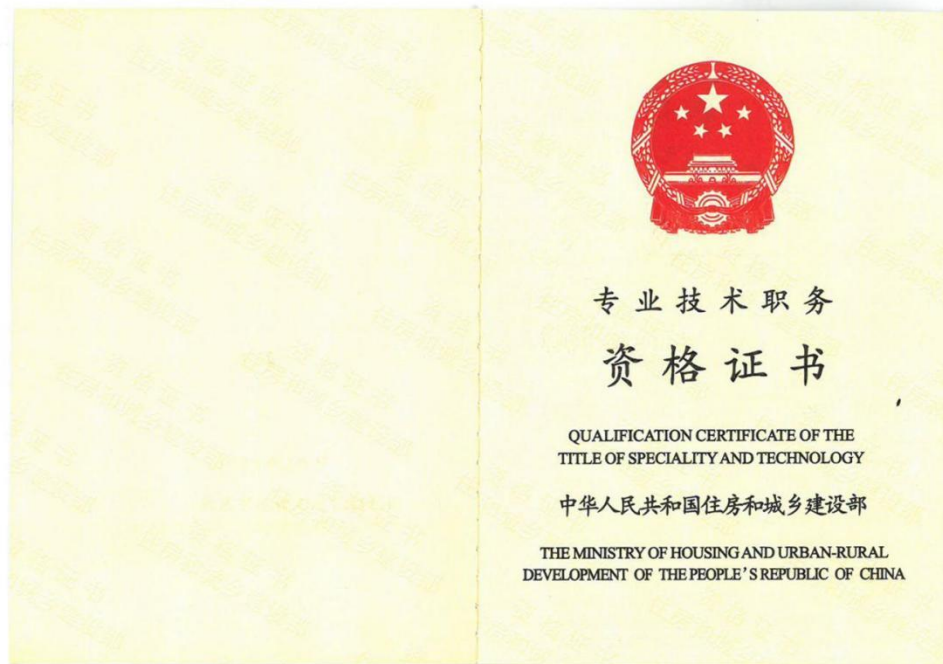 专业技术职务
资格证书
QUALIFICATION CERTIFICATE OF THE
TITLE OF SPECIALITY AND TECHNOLOGY
中华人民共和国住房和城乡建设部
THE MINISTRY OF HOUSING AND URBAN-RURAL
DEVELOPMENT OF THE PEOPLE'S REPUBLIC OF CHINA